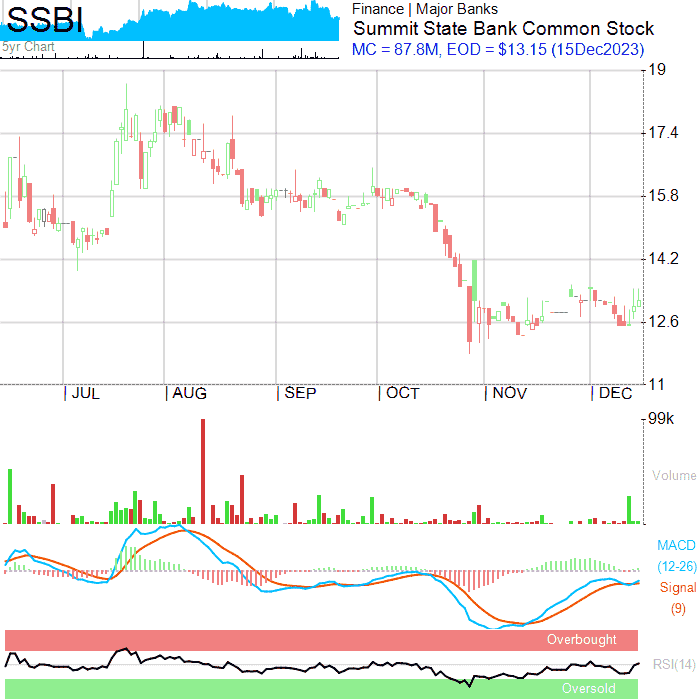 SSBI
5yr Chart
Finance | Major Banks
Summit State Bank Common Stock
MC = 87.8M, EOD = $13.15 (15Dec2023)
19
17.4
15.8
14.2
12.6
11
JUL AUG SEP OCT NOV DEC
99k
Volume
MACD
(12-26)
Signal
(9)
Overbought
RSI(14)
Oversold